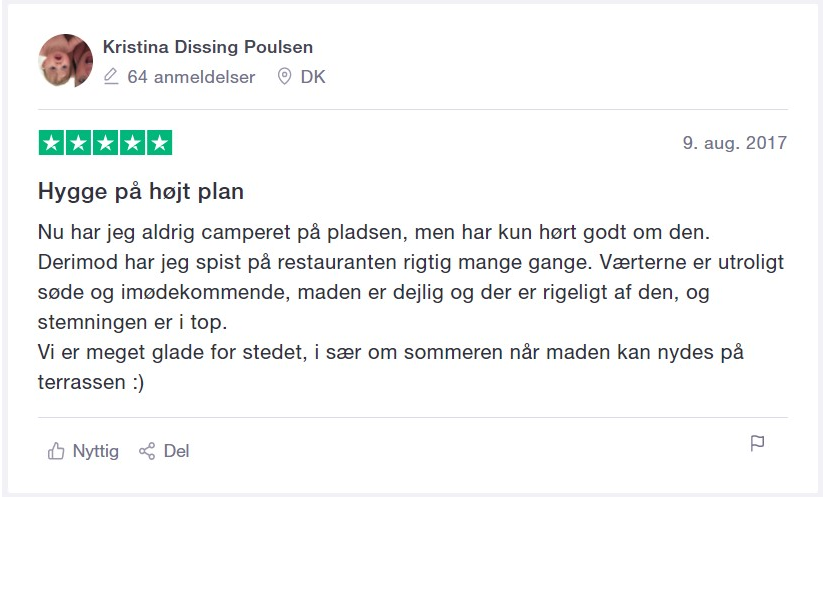 Kristina Dissing Poulsen
64 anmeldelser DK
9. aug. 2017
Hygge på højt plan
Nu har jeg aldrig camperet på pladsen, men har kun hørt godt om den.
Derimod har jeg spist på restauranten rigtig mange gange. Værterne er utroligt
søde og imødekommende, maden er dejlig og der er rigeligt af den, og
stemningen er i top.
Vi er meget glade for stedet, i sær om sommeren når maden kan nydes på
terrassen :)
Nyttig Del